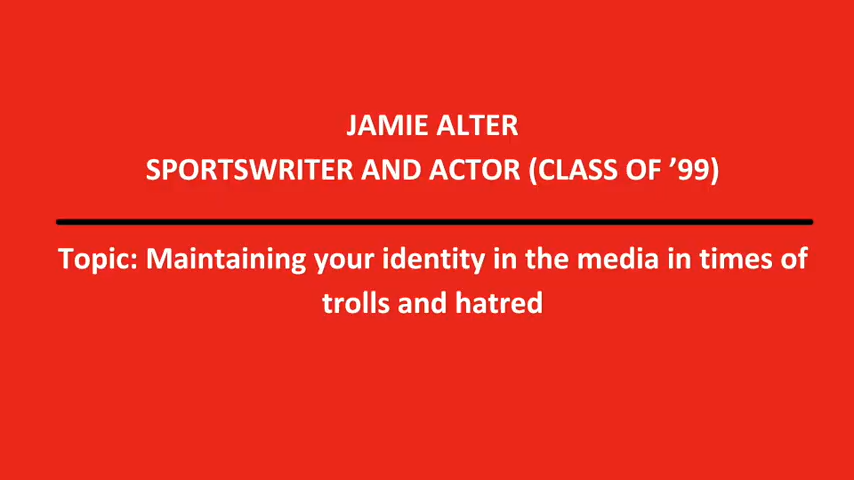 JAMIE ALTER
SPORTSWRITER AND ACTOR (CLASS OF ’99)
Topic: Maintaining your identity in the media in times of
trolls and hatred